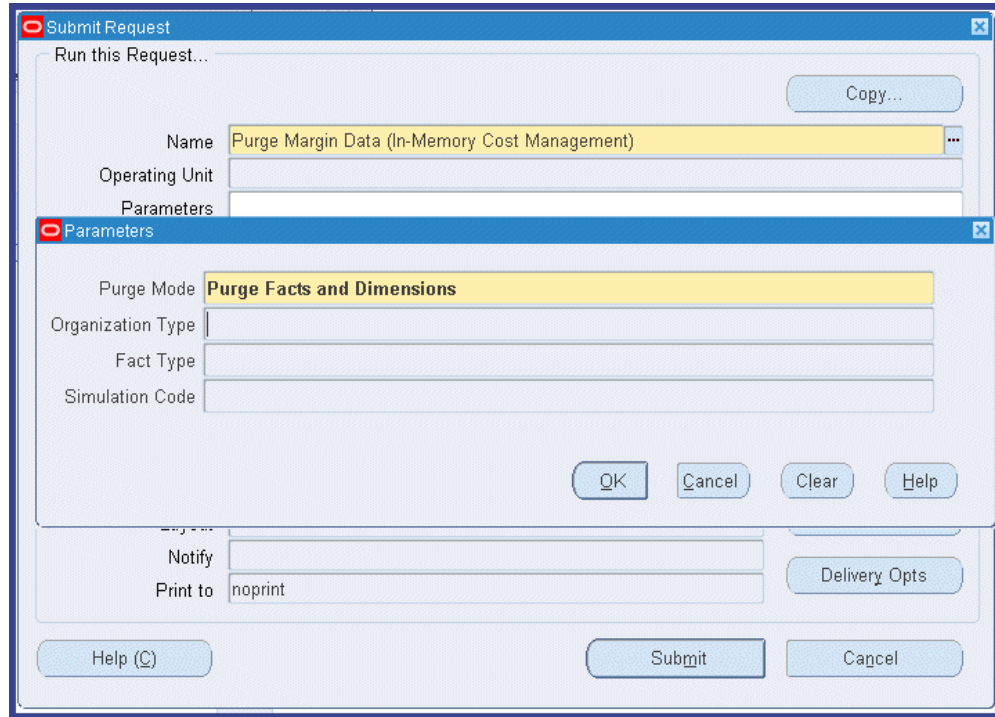 Submit Request
Run this Request...
Copy...
Name Purge Margin Data (In-Memory Cost Management)
Operating Unit
Parameters
Parameters
Purge Mode Purge Facts and Dimensions
Organization Type
Fact Type
Simulation Code
OK Cancel Clear Help
Notify
Delivery Opts
Print to noprint
Help (C) Submit Cancel